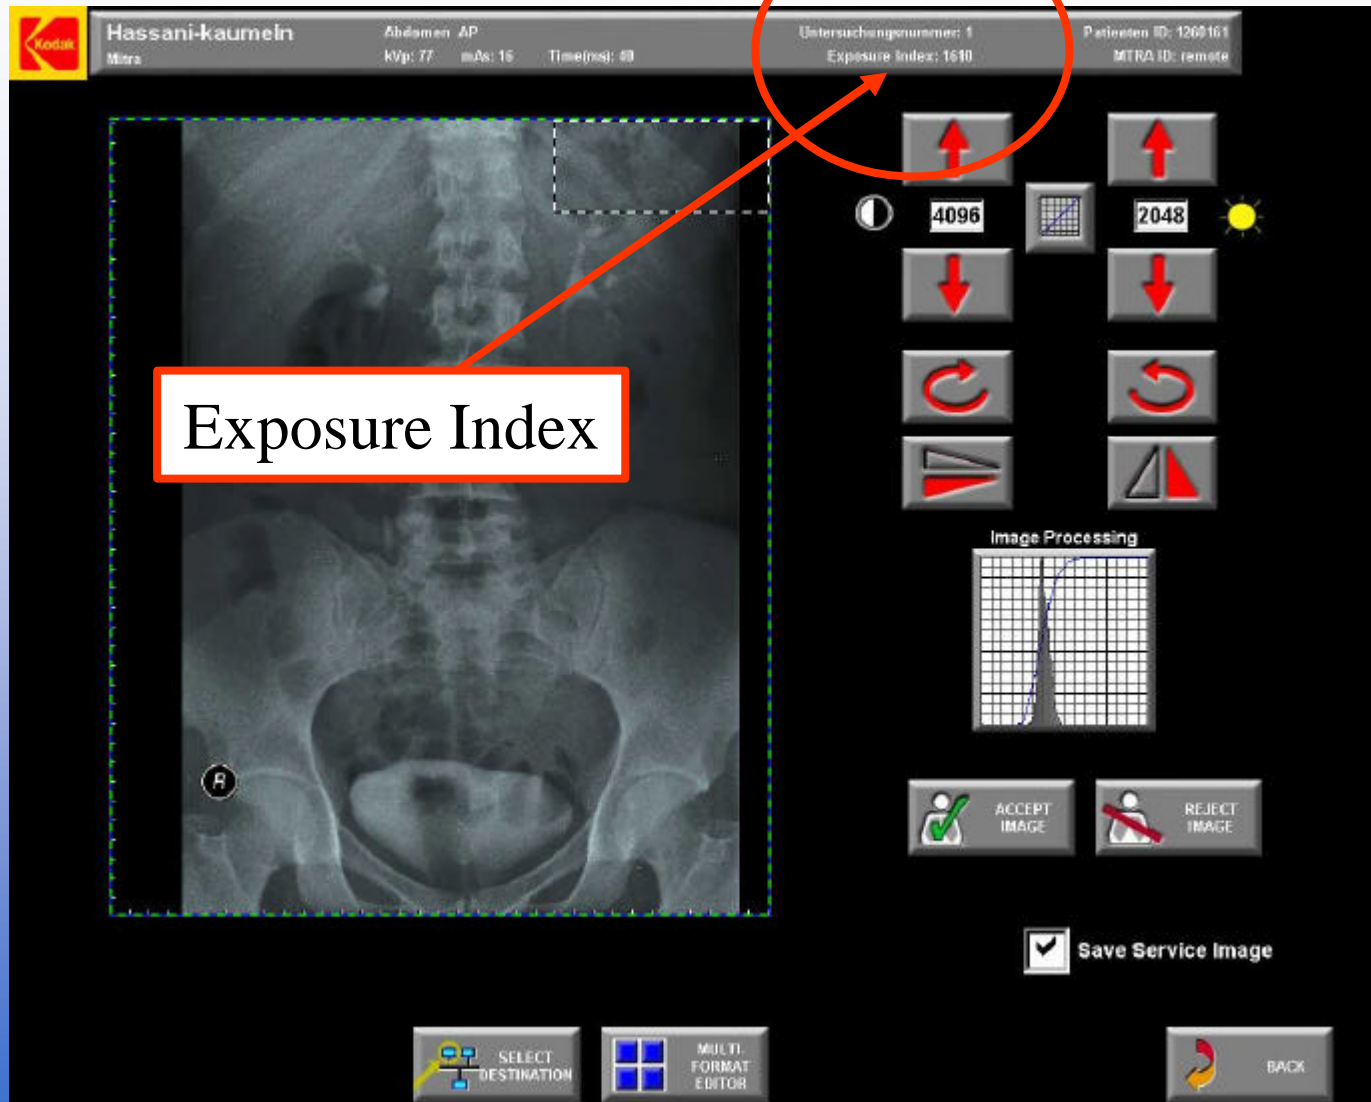 Kodak
Hassani-kaumeln
Mitra
Abdomen AP
kVp: 77 mAs: 16 Time(ms): 40
Untersuchungsnummer: 1
Exposure Index: 1610
Patienten ID: 1260161
MTRA ID: remote
4096
2048
Exposure Index
Image Processing
R
ACCEPT
IMAGE
REJECT
IMAGE
Save Service Image
SELECT
DESTINATION
MULTI.
FORMAT
EDITOR
BACK